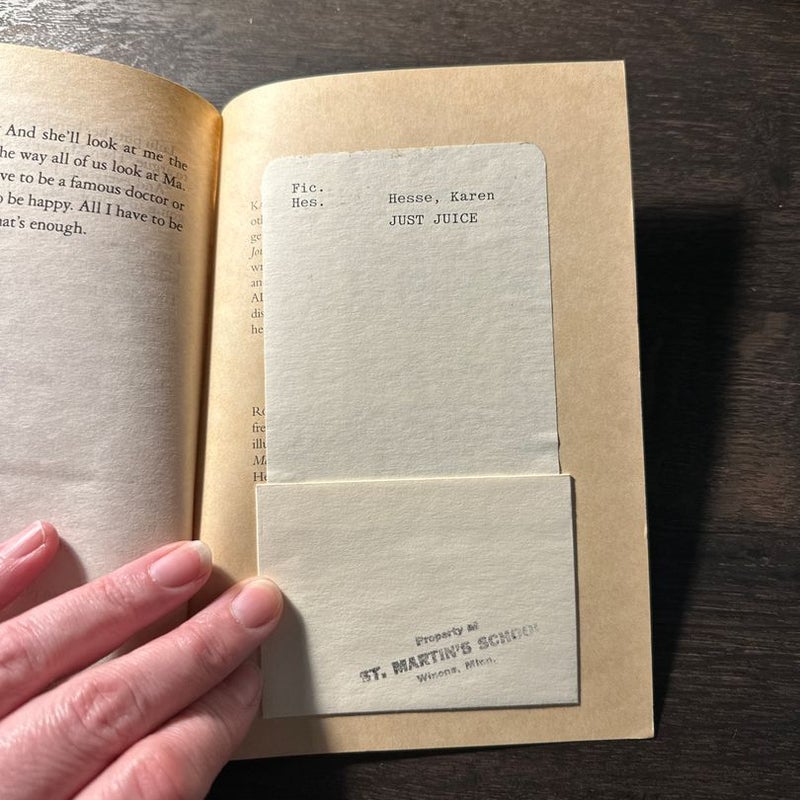 And she'll look at me the
he way all of us look at Ma.
ve to be a famous doctor or
o be happy. All I have to be
hat's enough.
Fic.
Hes.
Hesse, Karen
JUST JUICE
Property of
ST. MARTIN'S SCHOOL
Winona, Minn.